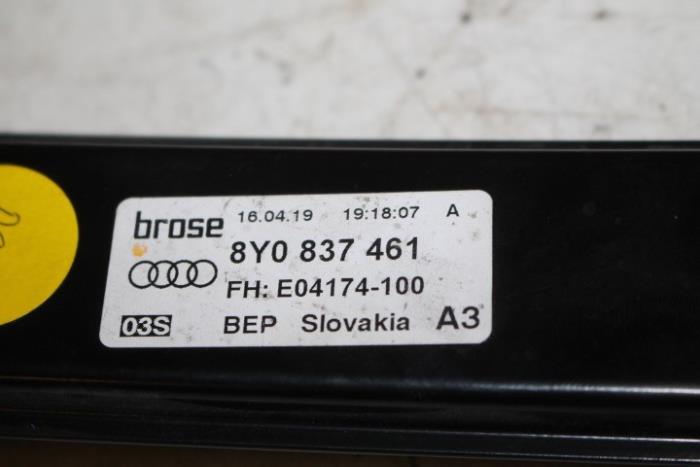 brose 16.04.19 19:18:07 A
8Y0 837 461
FH: E04174-100
03S BEP Slovakia A3